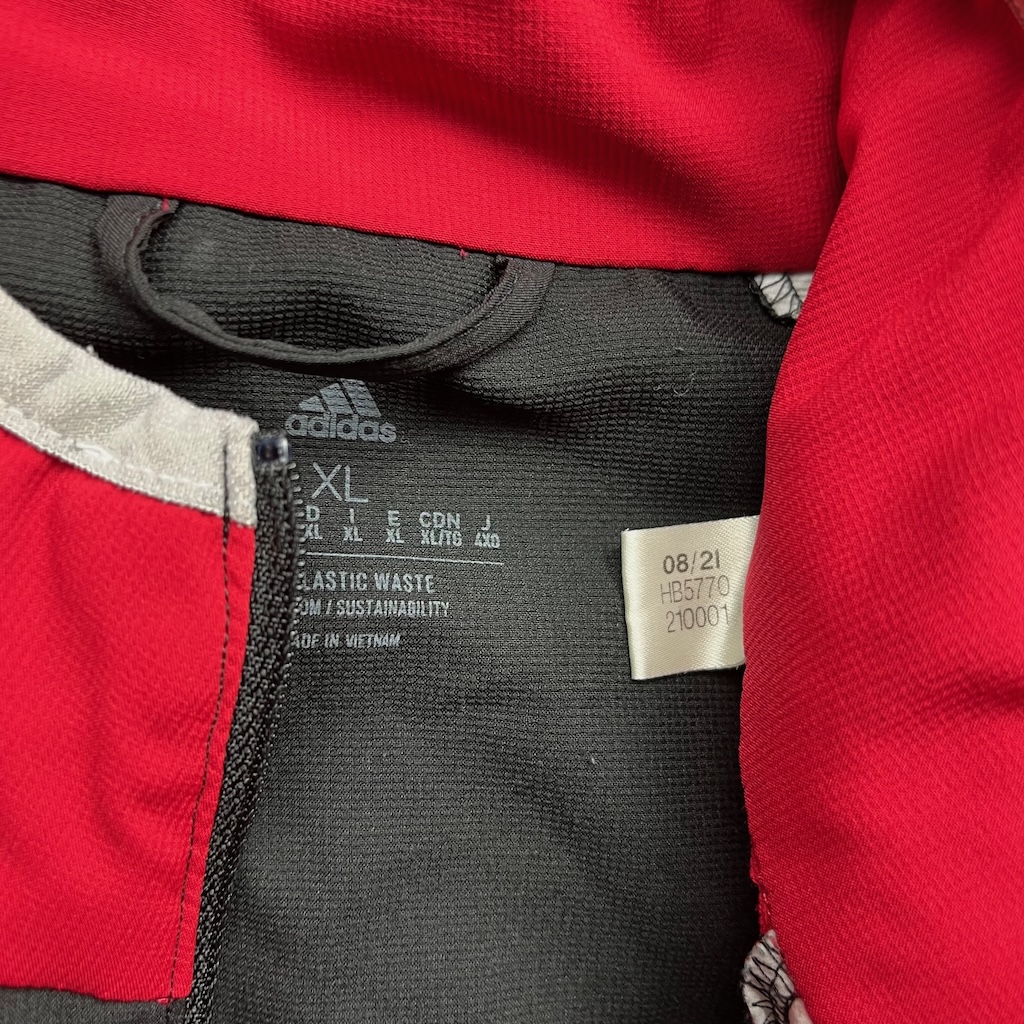 adidas
XL
D I E CDN J
XL XL XL XL/TG 4XO
LASTIC WASTE
OM / SUSTAINABILITY
ADE IN VIETNAM
08/21
HB5770
210001